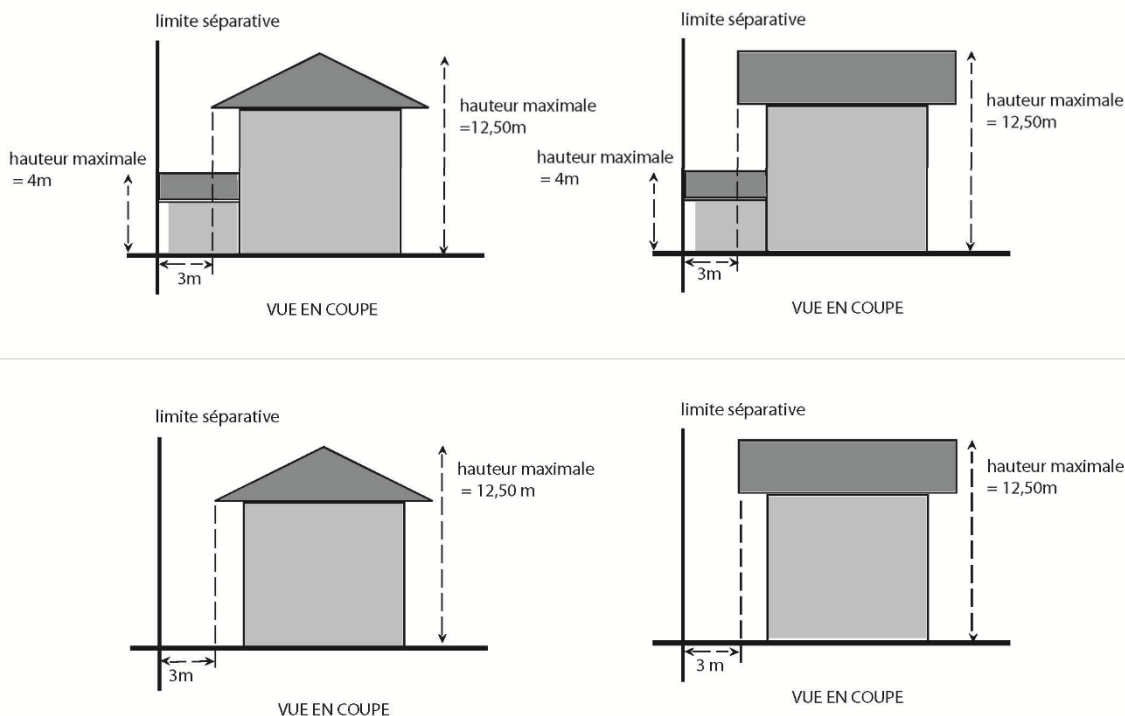 limite séparative
hauteur maximale
=12,50m
hauteur maximale
= 4m
3m
VUE EN COUPE
limite séparative
hauteur maximale
= 12,50m
hauteur maximale
= 4m
3m
VUE EN COUPE
limite séparative
hauteur maximale
= 12,50 m
3m
VUE EN COUPE
limite séparative
hauteur maximale
= 12,50m
3 m
VUE EN COUPE